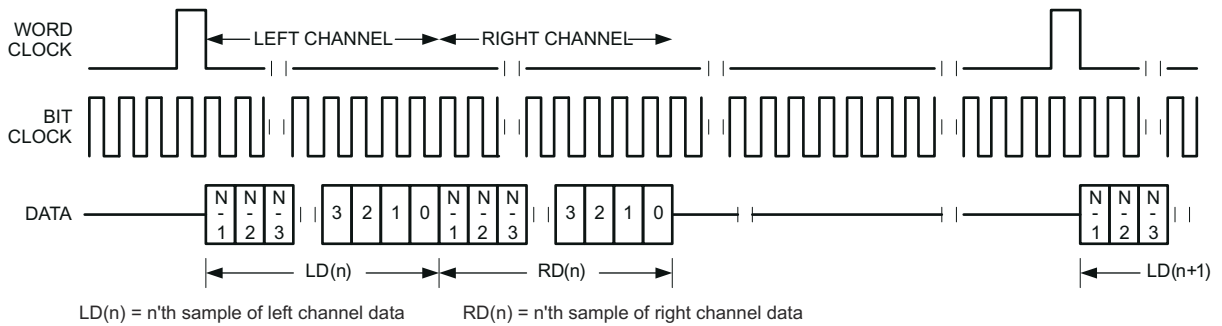 WORD
CLOCK
LEFT CHANNEL
RIGHT CHANNEL
BIT
CLOCK
DATA
N
-
1
N
-
2
N
-
3
3
2
1
0
N
-
1
N
-
2
N
-
3
3
2
1
0
N
-
1
N
-
2
N
-
3
LD(n)
RD(n)
LD(n+1)
LD(n) = n'th sample of left channel data
RD(n) = n'th sample of right channel data